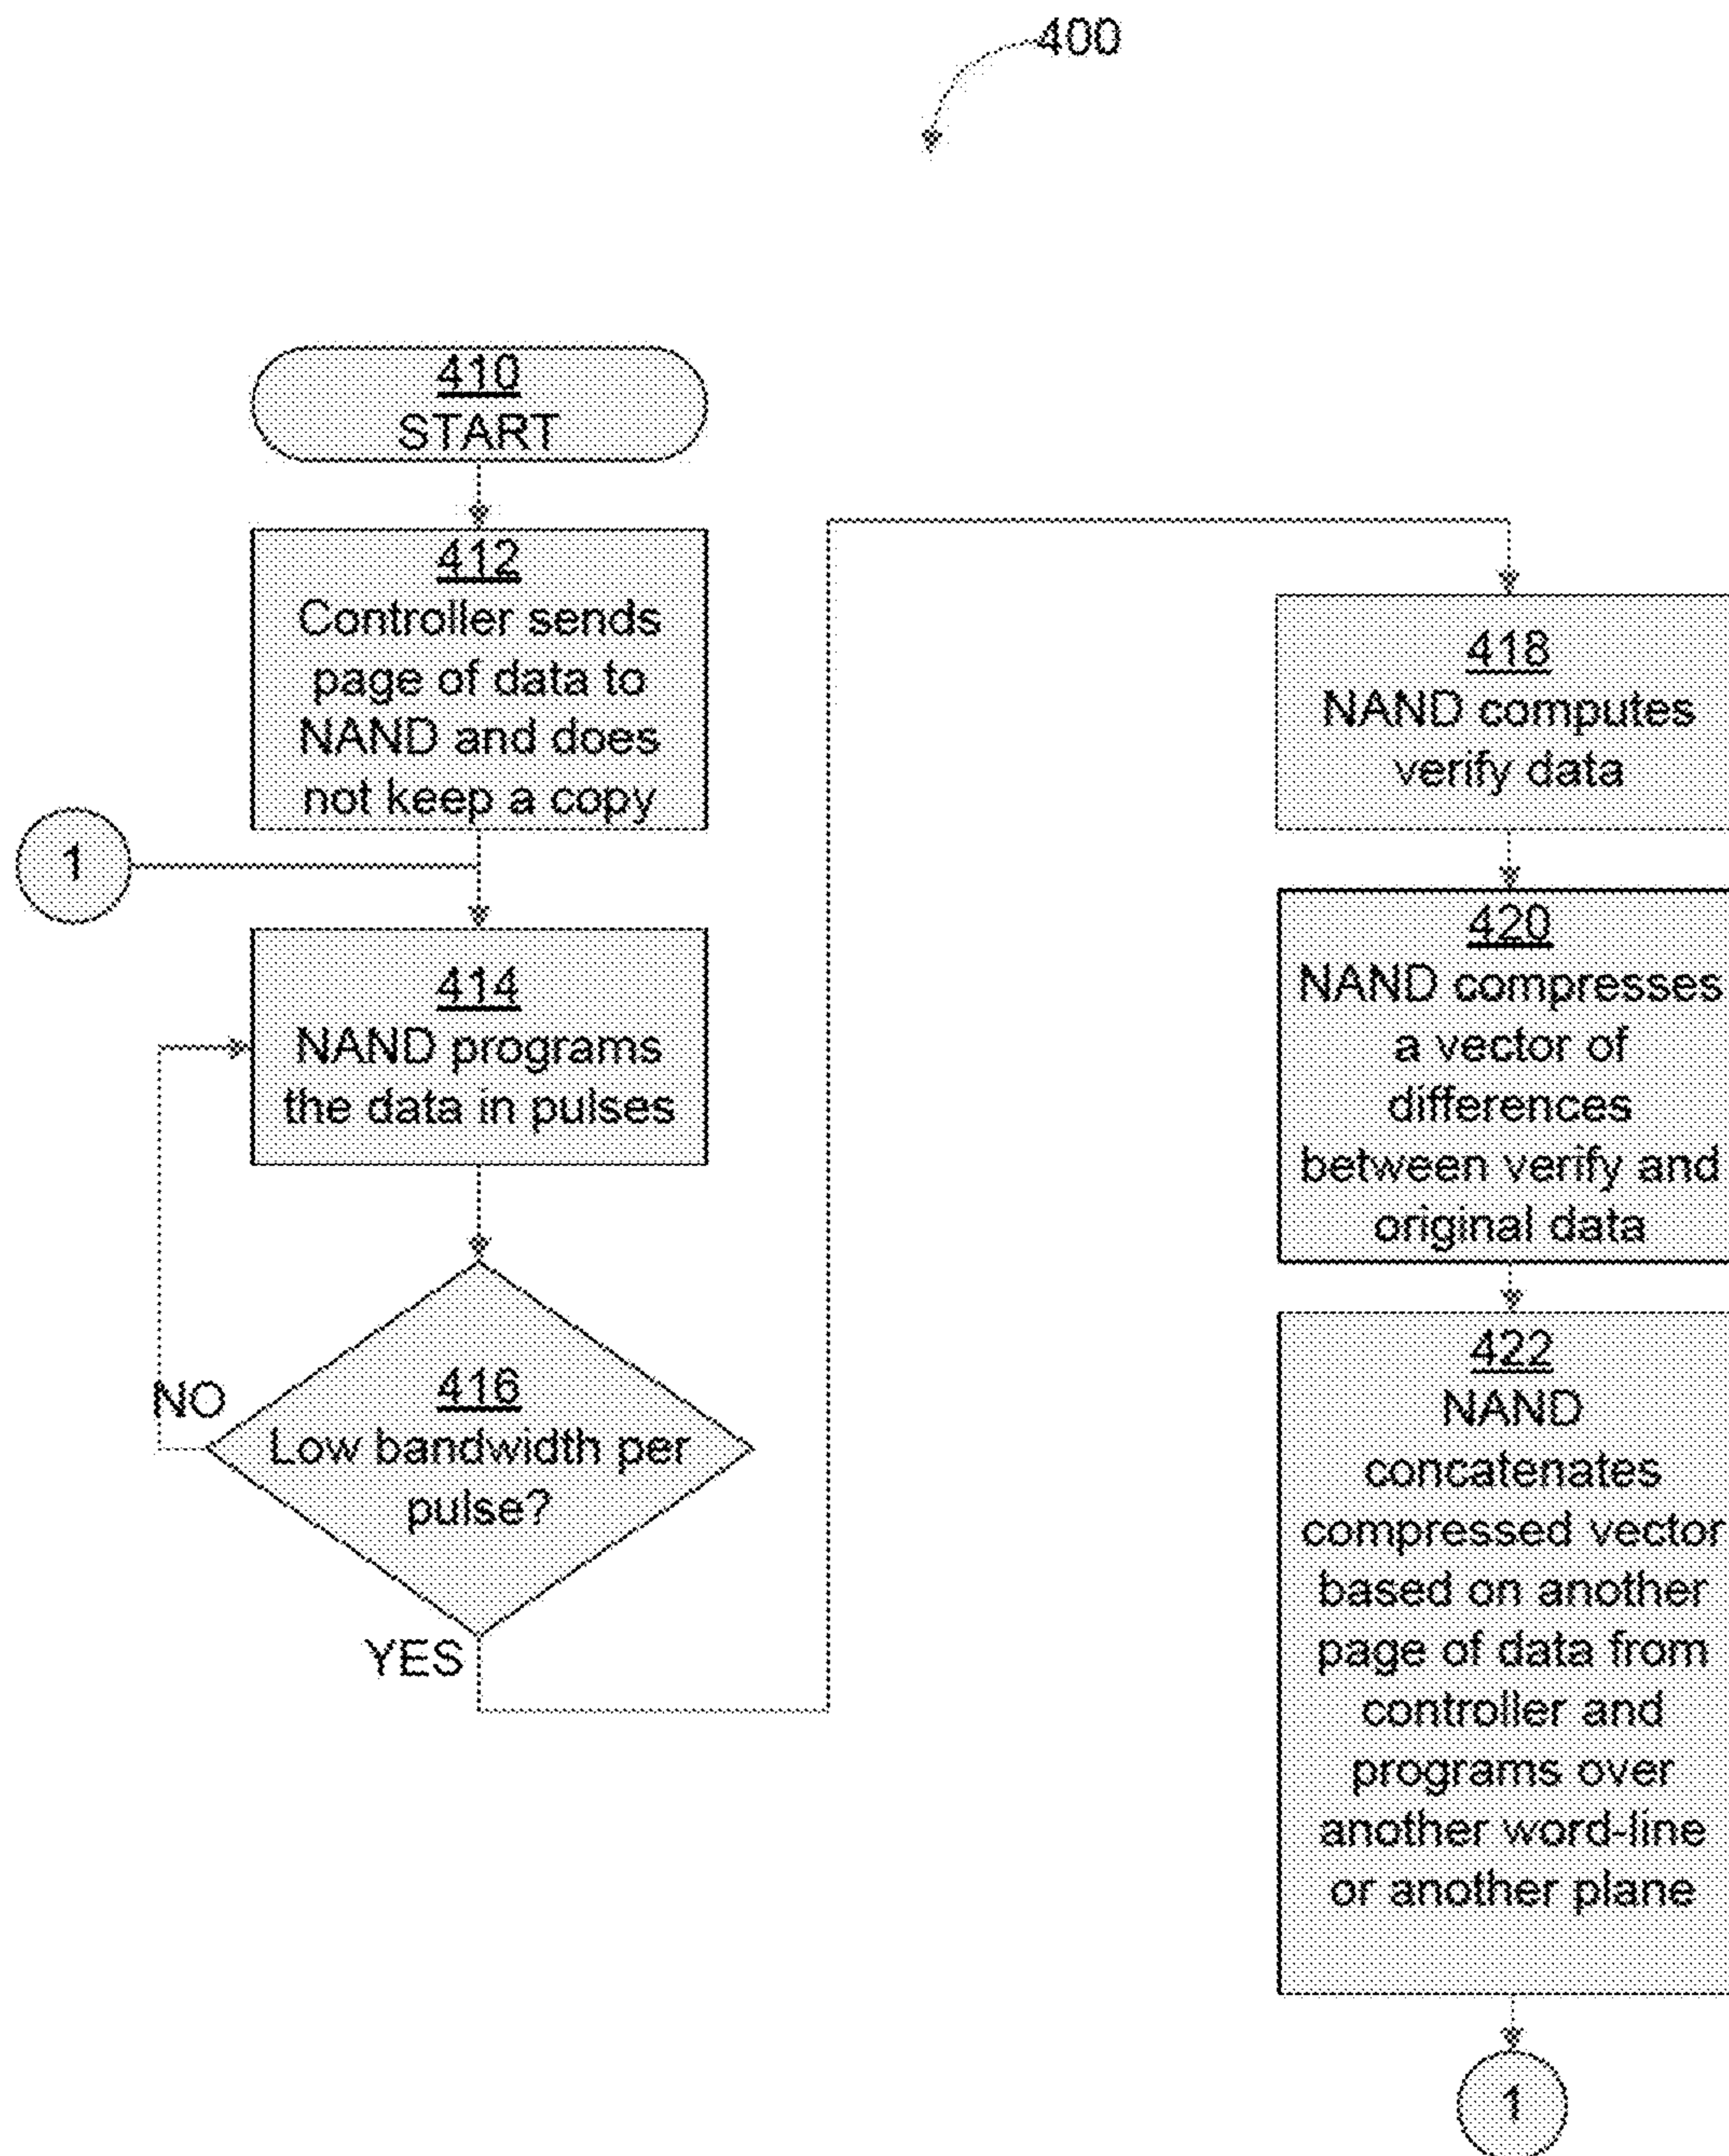 400
410
START
412
Controller sends
page of data to
NAND and does
not keep a copy
1
414
NAND programs
the data in pulses
416
Low bandwidth per
pulse?
NO
YES
418
NAND computes
verify data
420
NAND compresses
a vector of
differences
between verify and
original data
422
NAND
concatenates
compressed vector
based on another
page of data from
controller and
programs over
another word-line
or another plane
1